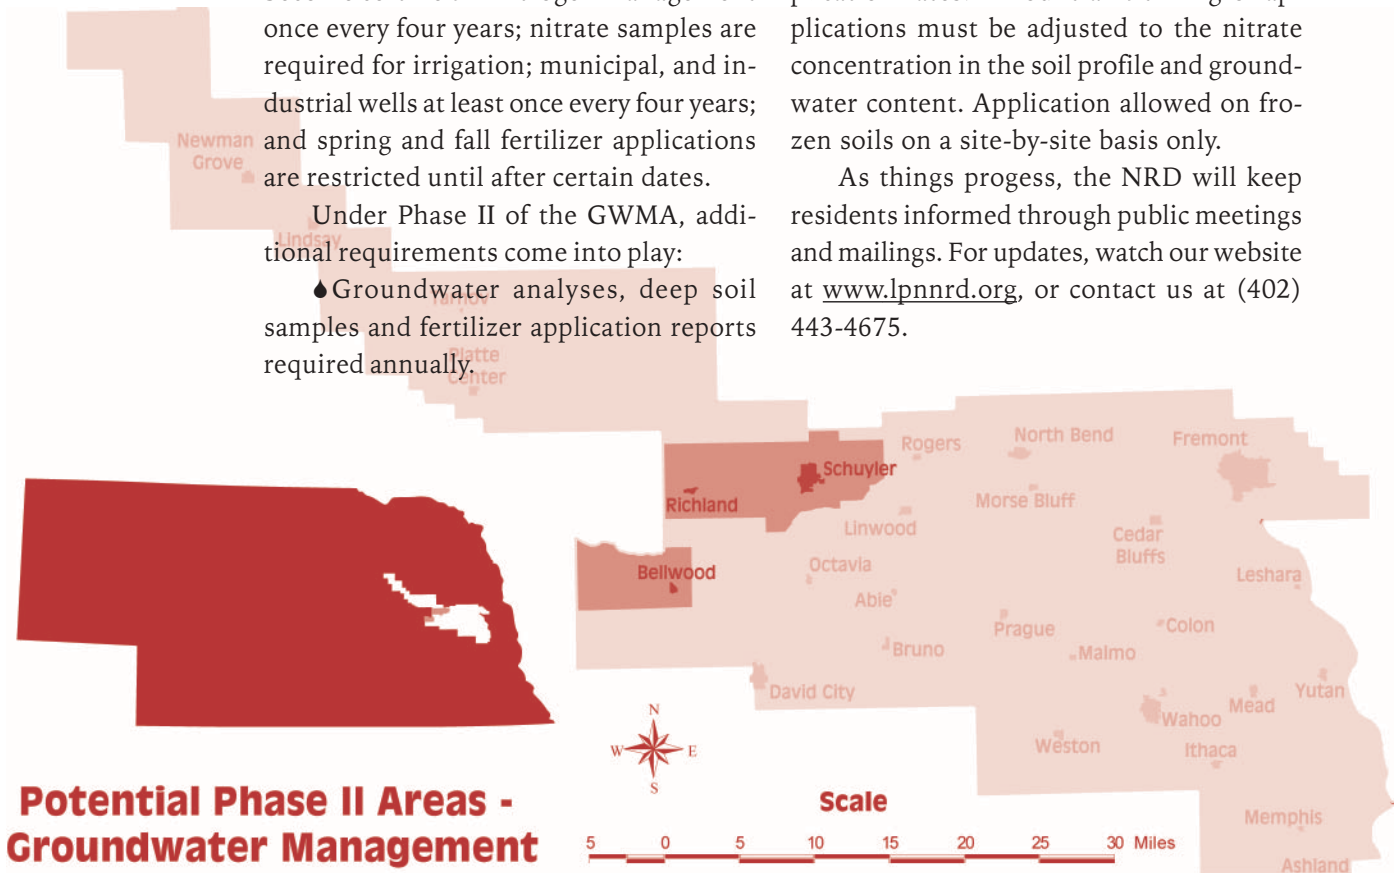 once every four years; nitrate samples are
required for irrigation; municipal, and in-
dustrial wells at least once every four years;
and spring and fall fertilizer applications
are restricted until after certain dates.
Under Phase II of the GWMA, addi-
tional requirements come into play:
Groundwater analyses, deep soil
samples and fertilizer application reports
required annually.
plications must be adjusted to the nitrate
concentration in the soil profile and ground-
water content. Application allowed on fro-
zen soils on a site-by-site basis only.
As things progess, the NRD will keep
residents informed through public meetings
and mailings. For updates, watch our website
at www.lpnnrd.org, or contact us at (402)
443-4675.
Newman
Grove
Lindsay
Tarnov
Platte
Center
Rogers
North Bend
Fremont
Schuyler
Richland
Morse Bluff
Linwood
Cedar
Bluffs
Octavia
Bellwood
Leshara
Abie
Prague
Colon
Bruno
Malmo
David City
Yutan
Mead
Wahoo
Weston
Ithaca
Memphis
Ashland
N
W E
S
Potential Phase II Areas -
Groundwater Management
Scale
5 0 5 10 15 20 25 30 Miles